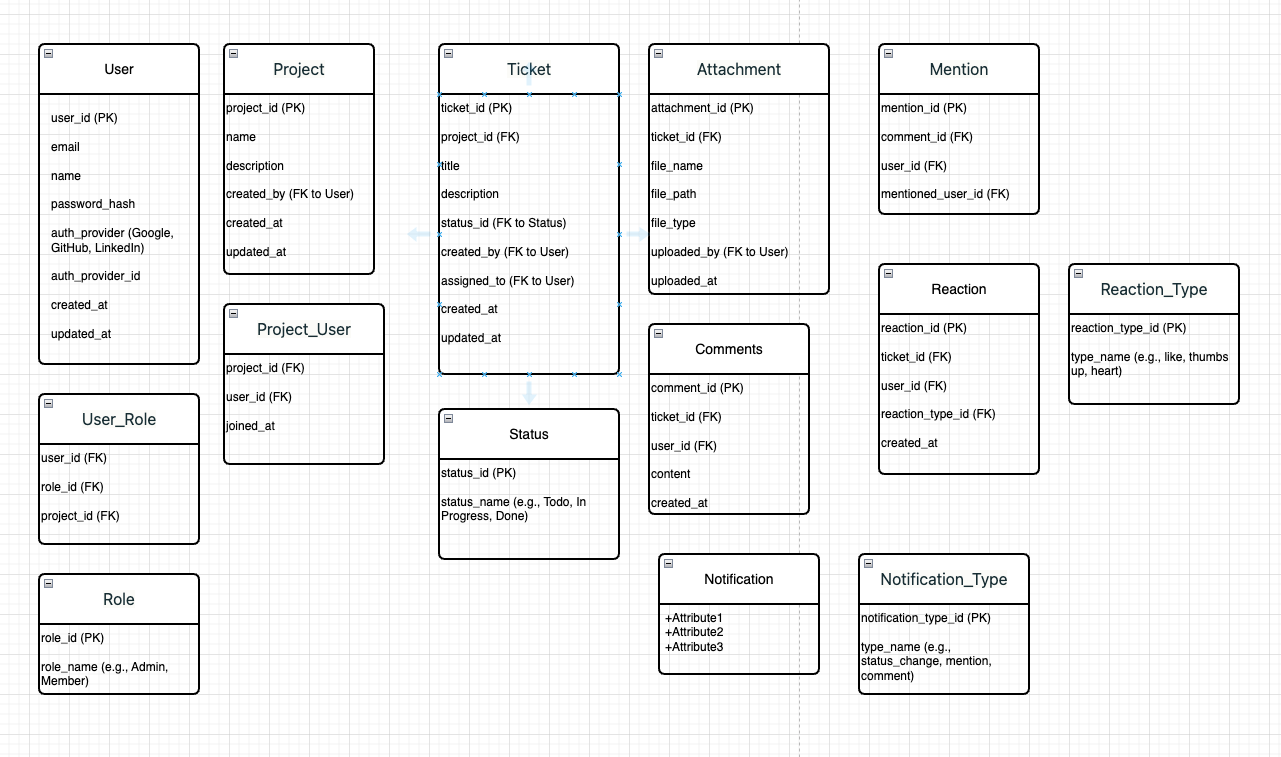 User
user_id (PK)
email
name
password_hash
auth_provider (Google,
GitHub, LinkedIn)
auth_provider_id
created_at
updated_at
User_Role
user_id (FK)
role_id (FK)
project_id (FK)
Role
role_id (PK)
role_name (e.g., Admin,
Member)
Project
project_id (PK)
name
description
created_by (FK to User)
created_at
updated_at
Project_User
project_id (FK)
user_id (FK)
joined_at
Ticket
ticket_id (PK)
project_id (FK)
title
description
status_id (FK to Status)
created_by (FK to User)
assigned_to (FK to User)
created_at
updated_at
Status
status_id (PK)
status_name (e.g., Todo, In
Progress, Done)
Attachment
attachment_id (PK)
ticket_id (FK)
file_name
file_path
file_type
uploaded_by (FK to User)
uploaded_at
Comments
comment_id (PK)
ticket_id (FK)
user_id (FK)
content
created_at
Notification
+Attribute1
+Attribute2
+Attribute3
Mention
mention_id (PK)
comment_id (FK)
user_id (FK)
mentioned_user_id (FK)
Reaction
reaction_id (PK)
ticket_id (FK)
user_id (FK)
reaction_type_id (FK)
created_at
Reaction_Type
reaction_type_id (PK)
type_name (e.g., like, thumbs
up, heart)
Notification_Type
notification_type_id (PK)
type_name (e.g.,
status_change, mention,
comment)